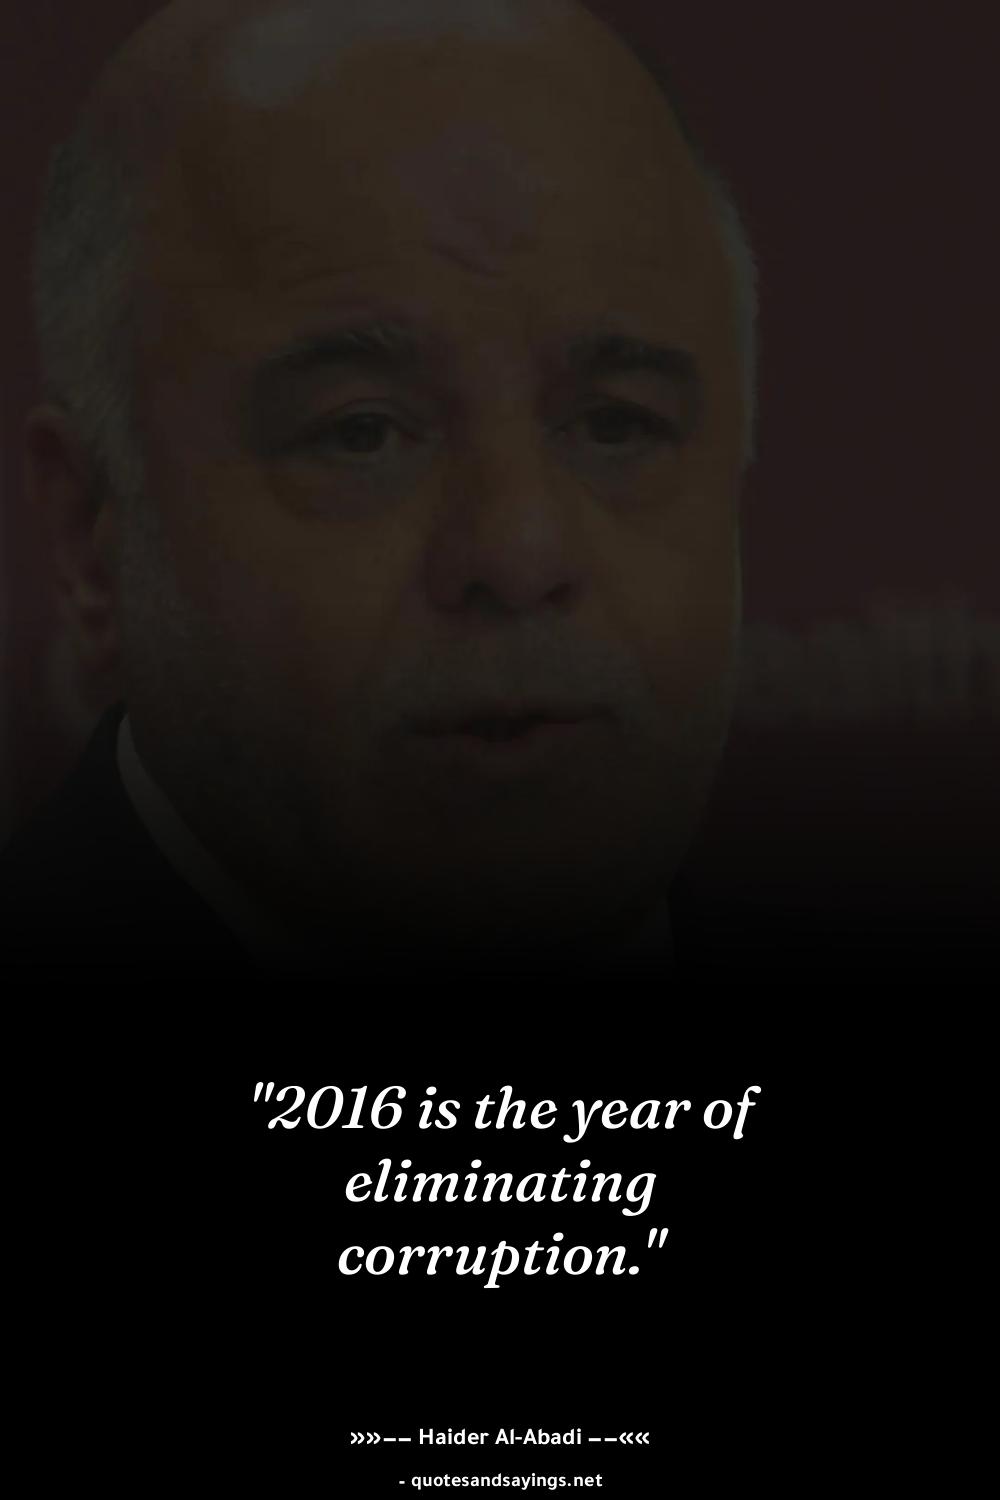 "2016 is the year of
eliminating
corruption."
»»−− Haider Al-Abadi −−««
- quotesandsayings.net